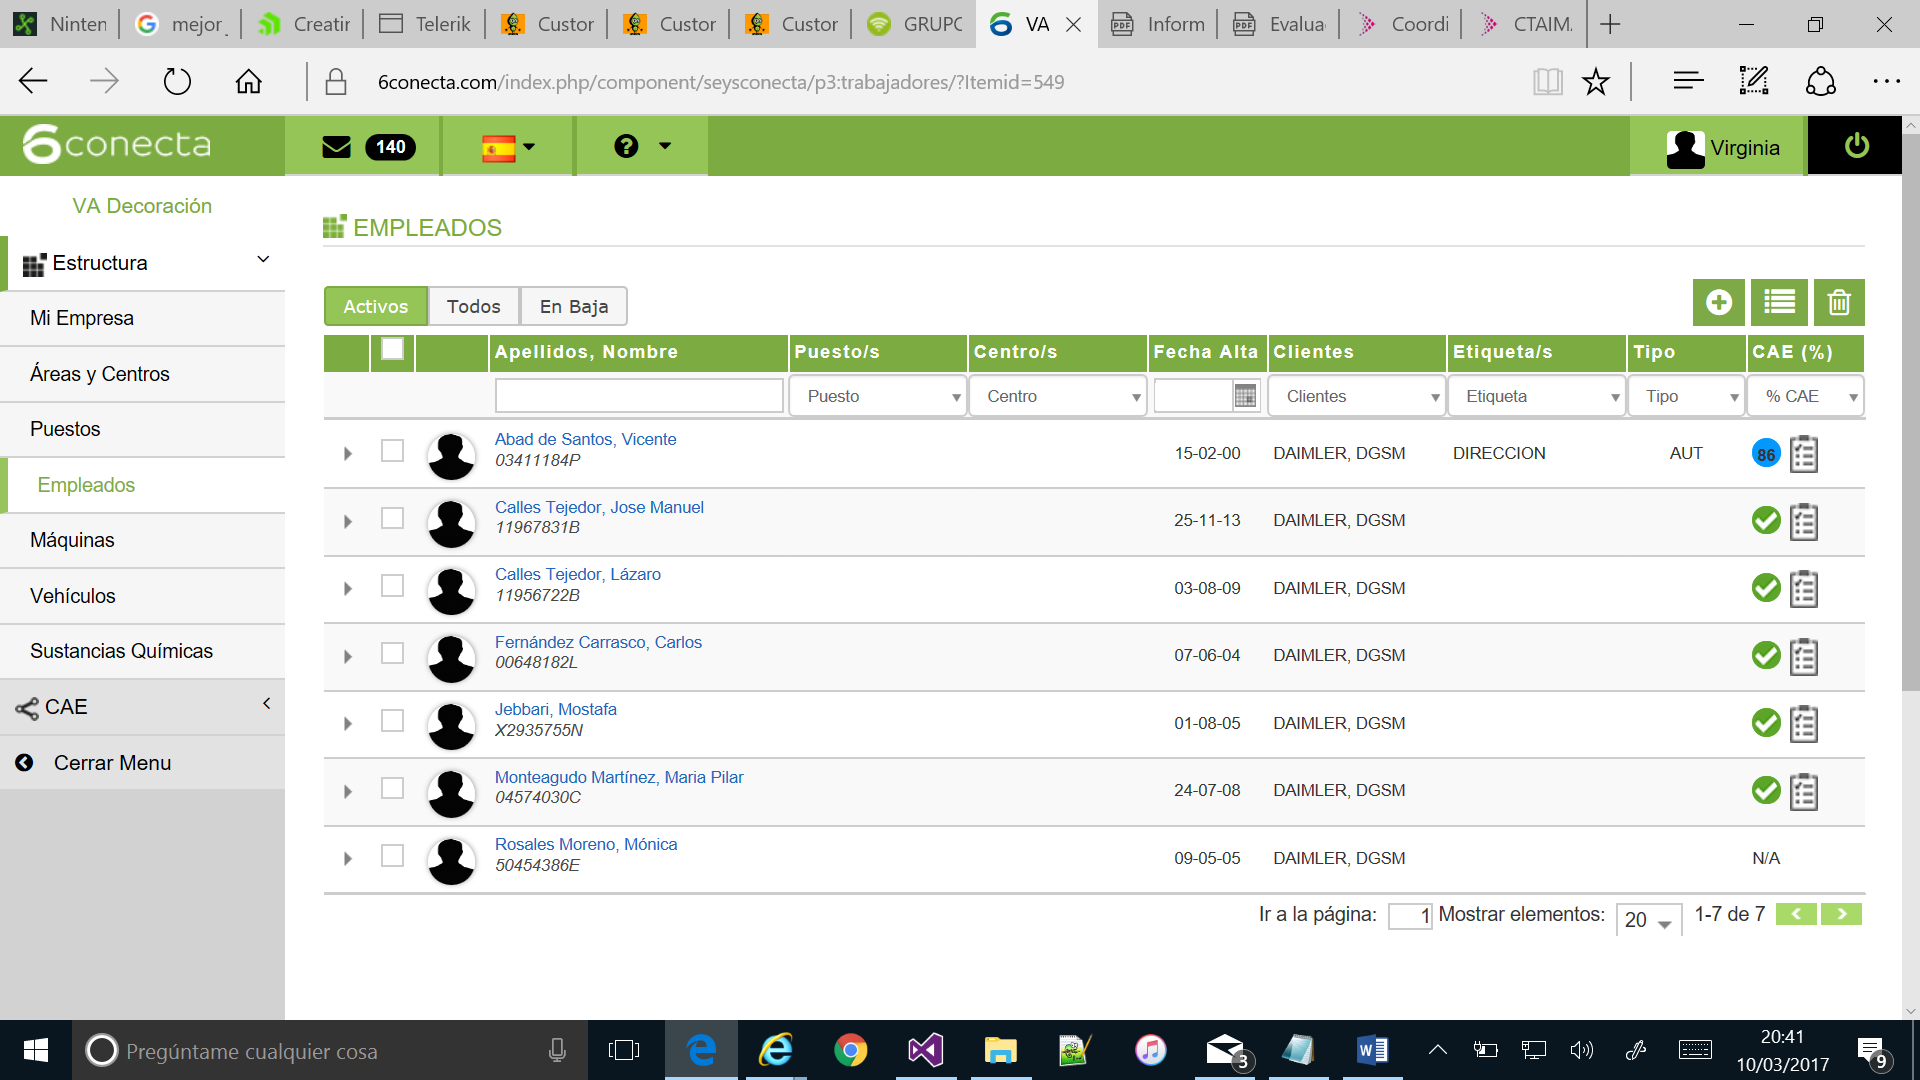 Ninten
mejor_
Creatin
Telerik
Custor
Custor
Custor
GRUPC
VA
Inform
Evalua
Coordi
CTAIM.
6conecta.com/index.php/component/seysconecta/p3:trabajadores/?Itemid=549
6conecta
140
Virginia
VA Decoración
Estructura
Mi Empresa
Áreas y Centros
Puestos
Empleados
Máquinas
Vehículos
Sustancias Químicas
CAE
Cerrar Menu
EMPLEADOS
Activos Todos En Baja
Apellidos, Nombre Puesto/s Centro/s Fecha Alta Clientes Etiqueta/s Tipo CAE (%)
Puesto Centro Clientes Etiqueta Tipo % CAE
Abad de Santos, Vicente
03411184P
15-02-00 DAIMLER, DGSM DIRECCION AUT 86
Calles Tejedor, Jose Manuel
11967831B
25-11-13 DAIMLER, DGSM
Calles Tejedor, Lázaro
11956722B
03-08-09 DAIMLER, DGSM
Fernández Carrasco, Carlos
00648182L
07-06-04 DAIMLER, DGSM
Jebbari, Mostafa
X2935755N
01-08-05 DAIMLER, DGSM
Monteagudo Martínez, Maria Pilar
04574030C
24-07-08 DAIMLER, DGSM
Rosales Moreno, Mónica
50454386E
09-05-05 DAIMLER, DGSM N/A
Ir a la página: 1 Mostrar elementos: 20 1-7 de 7
Pregúntame cualquier cosa
3
20:41
10/03/2017
9